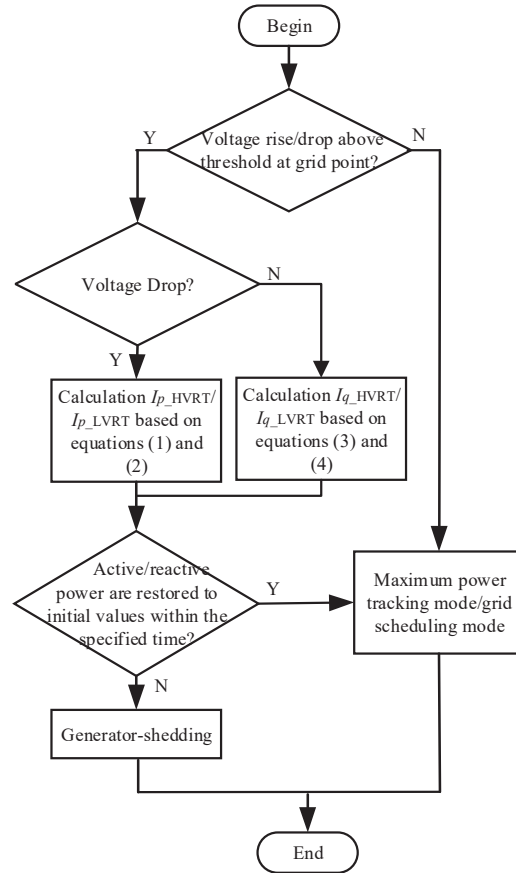 Begin
Y
Voltage rise/drop above
threshold at grid point?
N
Voltage Drop?
N
Y
Calculation Ip_HVRT/
Ip_LVRT based on
equations (1) and
(2)
Calculation Iq_HVRT/
Iq_LVRT based on
equations (3) and
(4)
Active/reactive
power are restored to
initial values within the
specified time?
Y
Maximum power
tracking mode/grid
scheduling mode
N
Generator-shedding
End